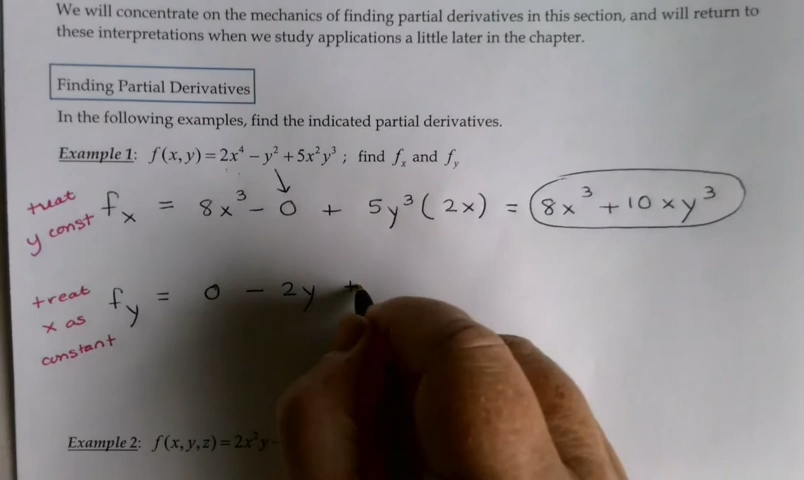 We will concentrate on the mechanics of finding partial derivatives in this section, and will return to
these interpretations when we study applications a little later in the chapter.
Finding Partial Derivatives
In the following examples, find the indicated partial derivatives.
Example 1: f(x,y)=2x⁴ − y² + 5x²y³ ; find fₓ and f_y
treat
y const
fₓ = 8x³ − 0 + 5y³(2x) = 8x³ + 10xy³
treat
x as
constant
f_y = 0 − 2y +
Example 2: f(x,y,z)=2x²y−